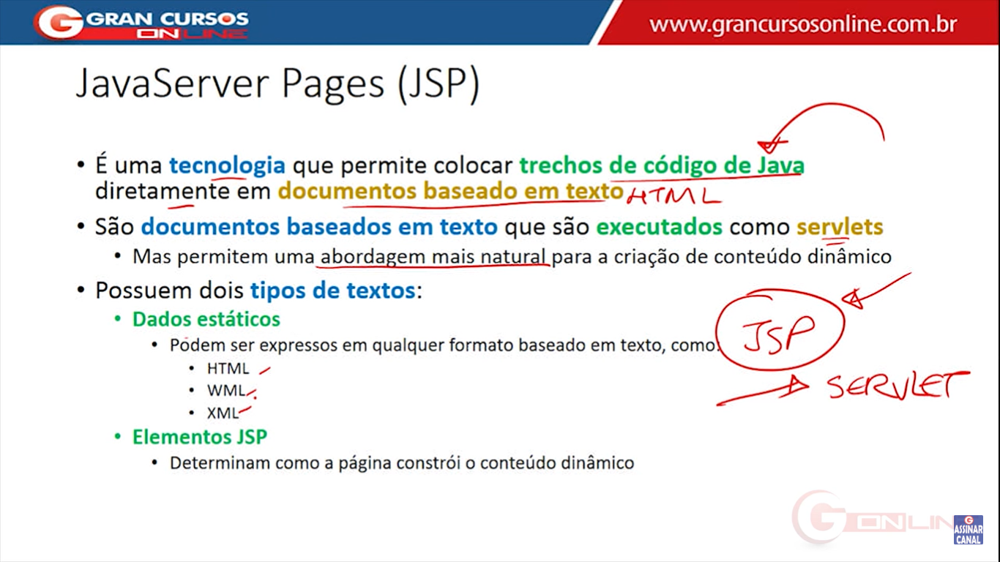 GRAN CURSOS
ONLINE
www.grancursosonline.com.br
JavaServer Pages (JSP)
• É uma tecnologia que permite colocar trechos de código de Java
diretamente em documentos baseado em texto HTML
• São documentos baseados em texto que são executados como servlets
• Mas permitem uma abordagem mais natural para a criação de conteúdo dinâmico
• Possuem dois tipos de textos:
• Dados estáticos
• Podem ser expressos em qualquer formato baseado em texto, como:
JSP
• HTML
• WML
SERVLET
• XML
• Elementos JSP
• Determinam como a página constrói o conteúdo dinâmico
G ONLIN
G
ASSINAR
CANAL